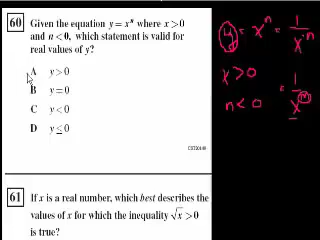 60 Given the equation y = xⁿ where x > 0
and n < 0, which statement is valid for
real values of y?
A y > 0
B y = 0
C y < 0
D y ≤ 0
61 If x is a real number, which best describes the
values of x for which the inequality √x > 0
is true?
y = xⁿ = 1/x⁻ⁿ
x > 0
n < 0
= 1/x